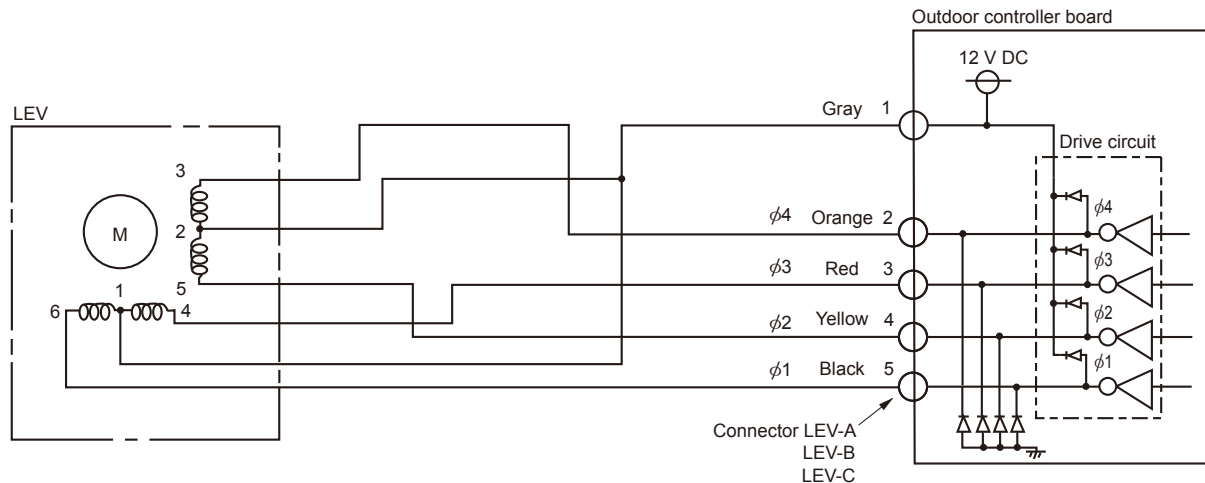 Outdoor controller board
12 V DC
LEV
Gray 1
Drive circuit
3
ϕ4 Orange 2
ϕ4
M
2
ϕ3 Red 3
ϕ3
5
6 1 4
ϕ2 Yellow 4
ϕ2
ϕ1 Black 5
ϕ1
Connector LEV-A
LEV-B
LEV-C